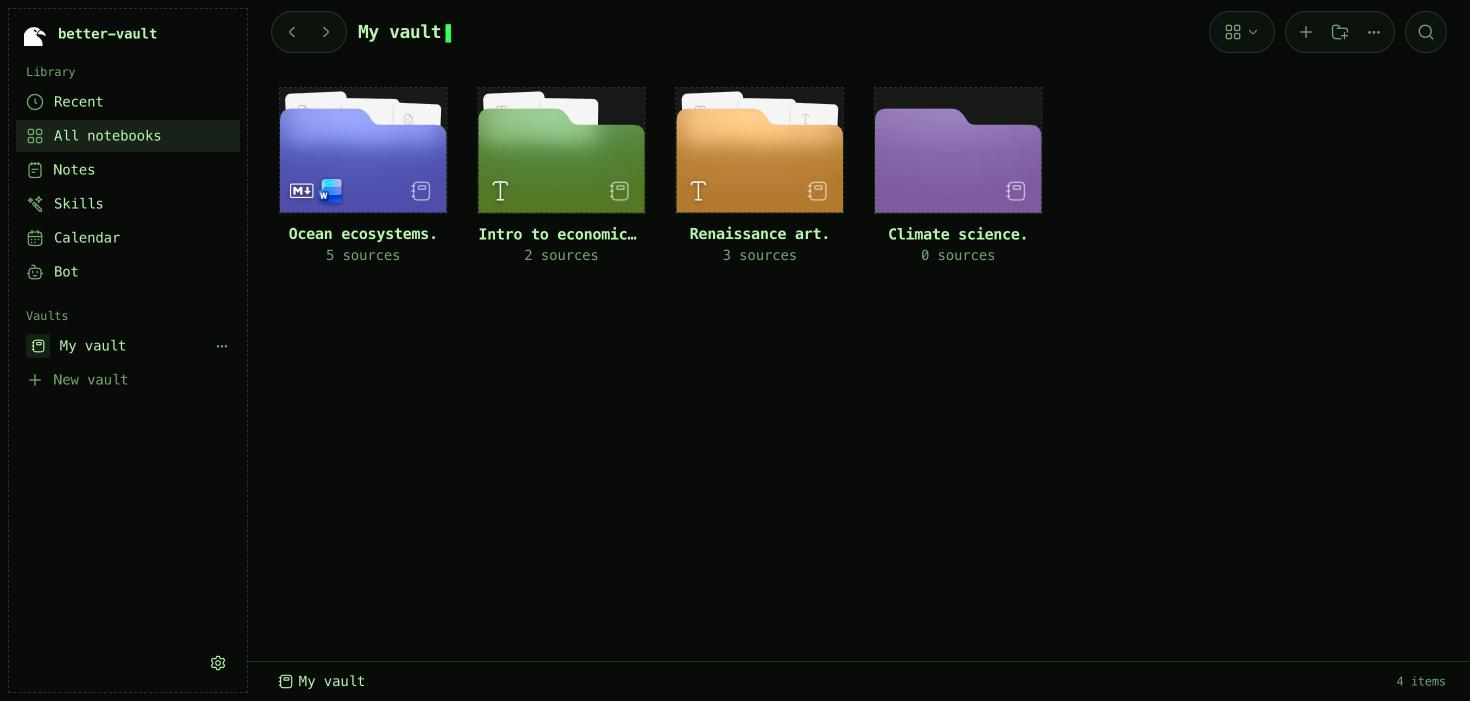 better-vault
Library
Recent
All notebooks
Notes
Skills
Calendar
Bot
Vaults
My vault
New vault
My vault
M
W
T
T
Ocean ecosystems.
5 sources
Intro to economic…
2 sources
Renaissance art.
3 sources
Climate science.
0 sources
My vault
4 items